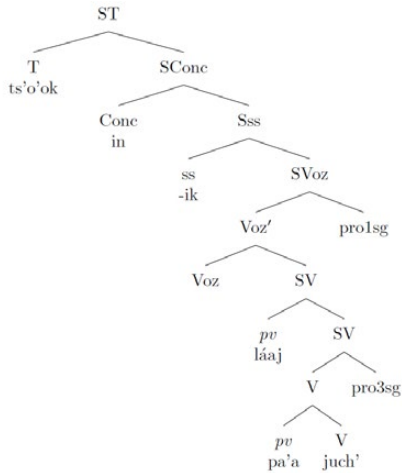 ST
T SConc
ts'o'ok
Conc Sss
in
ss SVoz
-ik
Voz′ pro1sg
Voz SV
pv SV
láaj
V pro3sg
pv V
pa'a juch'